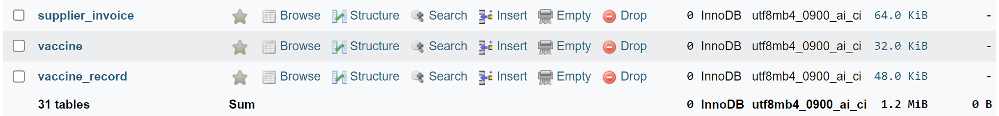 supplier_invoice Browse Structure Search Insert Empty Drop 0 InnoDB utf8mb4_0900_ai_ci 64.0 KiB -
vaccine Browse Structure Search Insert Empty Drop 0 InnoDB utf8mb4_0900_ai_ci 32.0 KiB -
vaccine_record Browse Structure Search Insert Empty Drop 0 InnoDB utf8mb4_0900_ai_ci 48.0 KiB -
31 tables Sum 0 InnoDB utf8mb4_0900_ai_ci 1.2 MiB 0 B